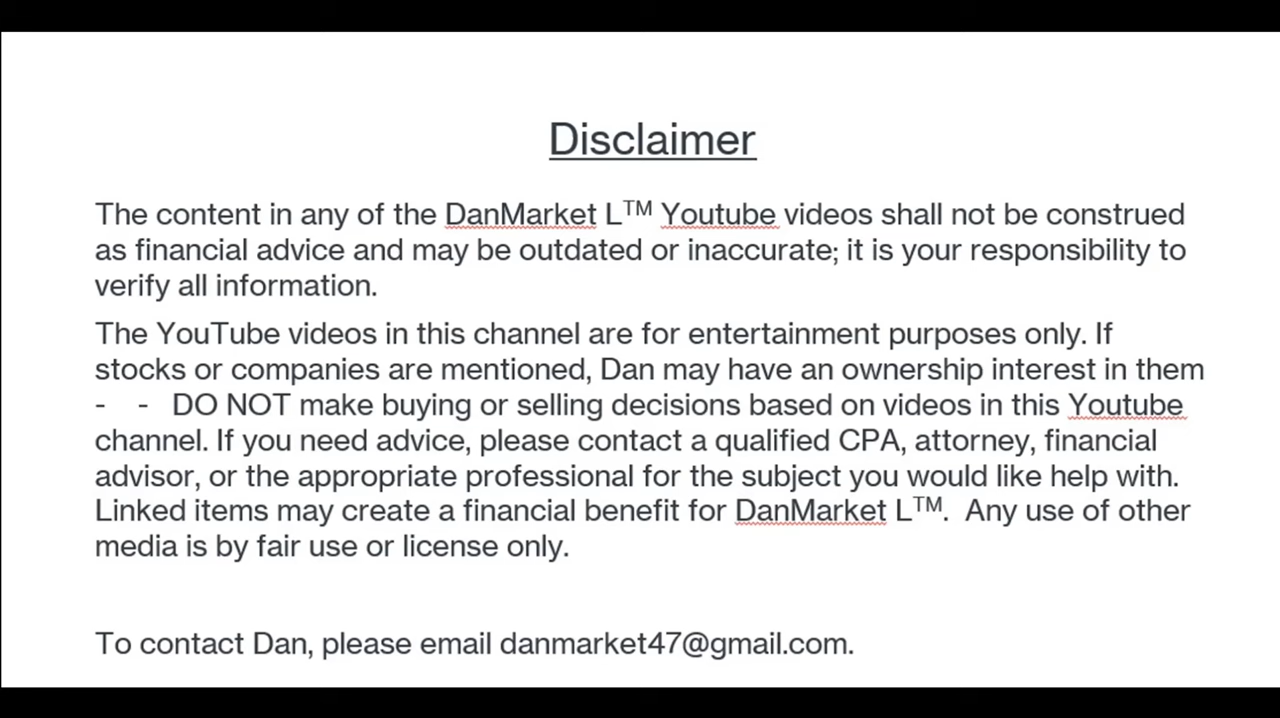 Disclaimer
The content in any of the DanMarket L™ Youtube videos shall not be construed
as financial advice and may be outdated or inaccurate; it is your responsibility to
verify all information.
The YouTube videos in this channel are for entertainment purposes only. If
stocks or companies are mentioned, Dan may have an ownership interest in them
- - DO NOT make buying or selling decisions based on videos in this Youtube
channel. If you need advice, please contact a qualified CPA, attorney, financial
advisor, or the appropriate professional for the subject you would like help with.
Linked items may create a financial benefit for DanMarket L™. Any use of other
media is by fair use or license only.
To contact Dan, please email danmarket47@gmail.com.